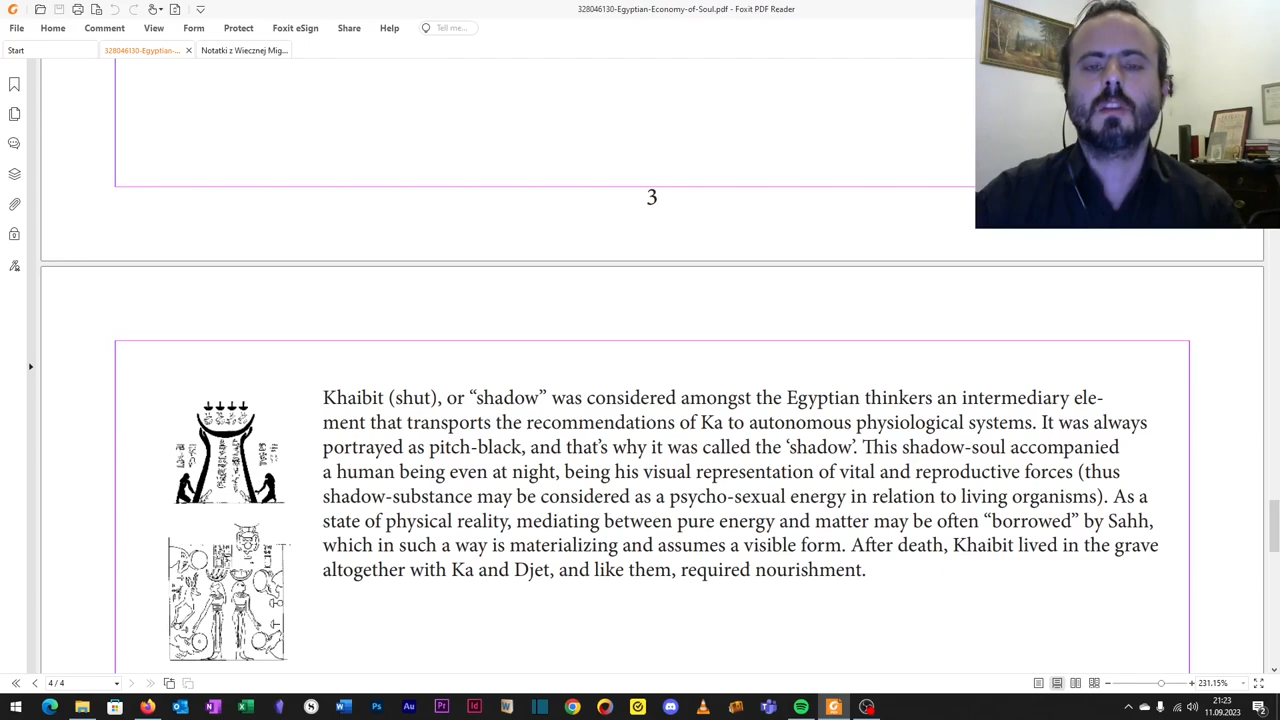 328046130-Egyptian-Economy-of-Soul.pdf - Foxit PDF Reader
File Home Comment View Form Protect Foxit eSign Share Help Tell me...
Start 328046130-Egyptian-... Notatki z Wiecznej Mig...
3
Khaibit (shut), or “shadow” was considered amongst the Egyptian thinkers an intermediary ele-
ment that transports the recommendations of Ka to autonomous physiological systems. It was always
portrayed as pitch-black, and that’s why it was called the ‘shadow’. This shadow-soul accompanied
a human being even at night, being his visual representation of vital and reproductive forces (thus
shadow-substance may be considered as a psycho-sexual energy in relation to living organisms). As a
state of physical reality, mediating between pure energy and matter may be often “borrowed” by Sahh,
which in such a way is materializing and assumes a visible form. After death, Khaibit lived in the grave
altogether with Ka and Djet, and like them, required nourishment.
4 / 4 231.15%
21:23
11.09.2023